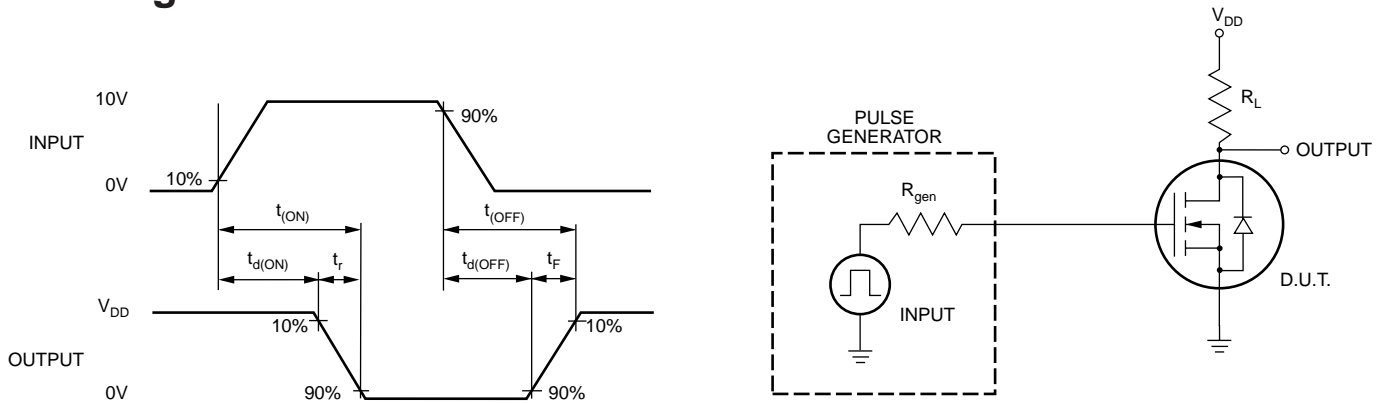 10V
INPUT
0V
10%
90%
t(ON)
t(OFF)
td(ON)
tr
td(OFF)
tF
VDD
OUTPUT
0V
10%
90%
10%
90%
PULSE
GENERATOR
Rgen
INPUT
VDD
RL
OUTPUT
D.U.T.